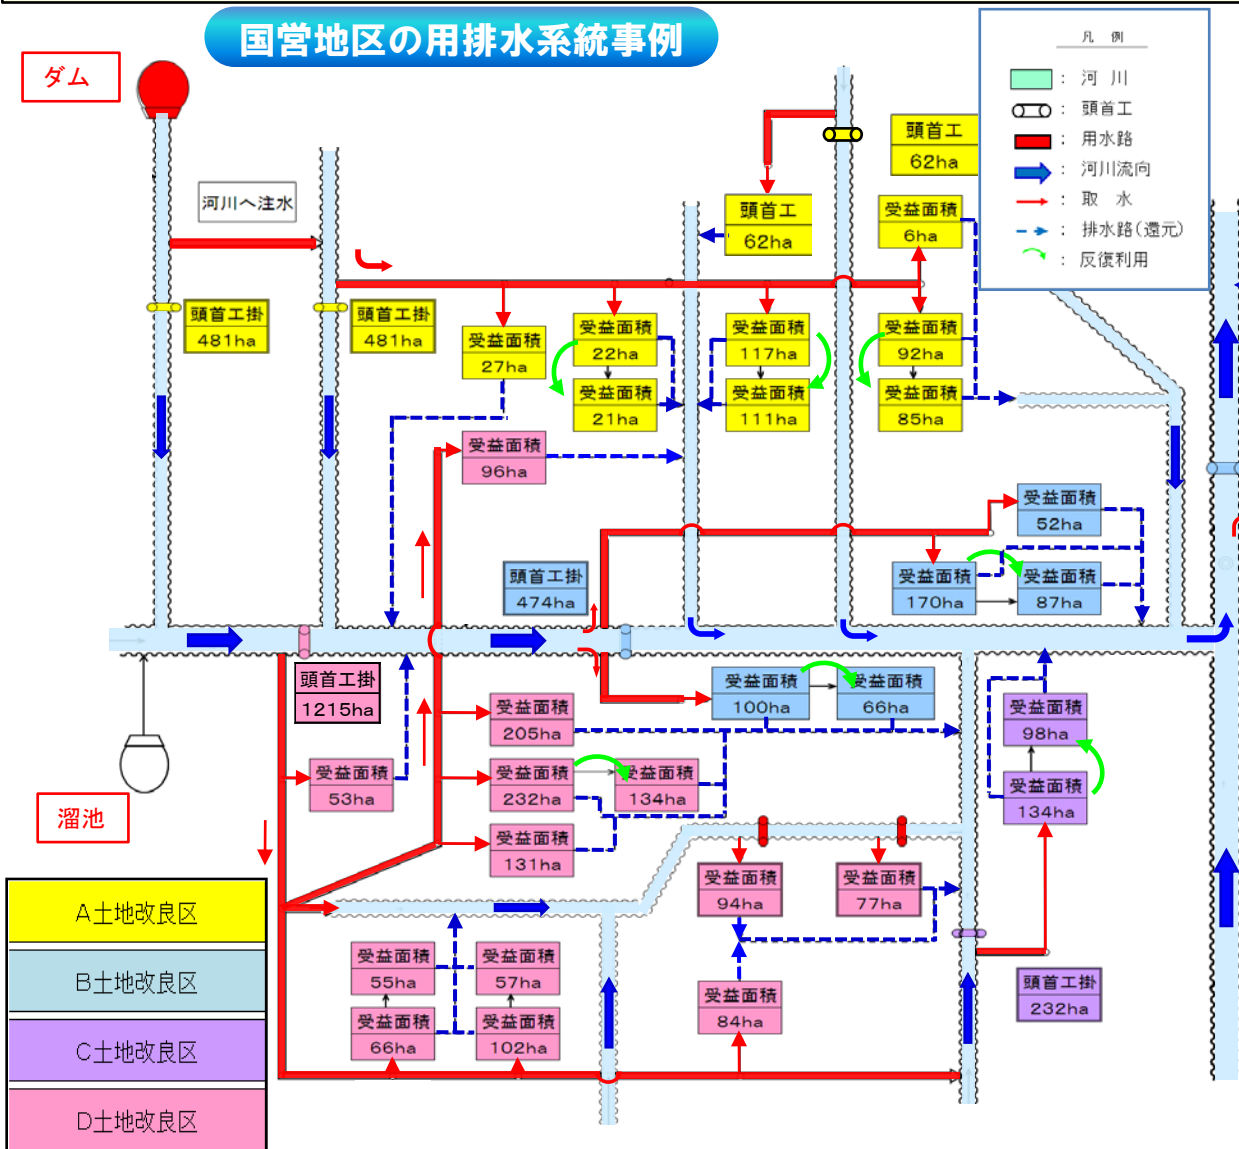 国営地区の用排水系統事例
凡 例
: 河 川
: 頭首工
: 用水路
: 河川流向
: 取 水
: 排水路(還元)
: 反復利用
ダム
河川へ注水
頭首工
62ha
頭首工
62ha
受益面積
6ha
頭首工掛
481ha
頭首工掛
481ha
受益面積
27ha
受益面積
22ha
受益面積
21ha
受益面積
117ha
受益面積
111ha
受益面積
92ha
受益面積
85ha
受益面積
96ha
受益面積
52ha
頭首工掛
474ha
受益面積
170ha
受益面積
87ha
頭首工掛
1215ha
受益面積
100ha
受益面積
66ha
受益面積
205ha
受益面積
98ha
受益面積
53ha
受益面積
232ha
受益面積
134ha
受益面積
134ha
溜池
受益面積
131ha
受益面積
94ha
受益面積
77ha
受益面積
55ha
受益面積
57ha
受益面積
84ha
頭首工掛
232ha
受益面積
66ha
受益面積
102ha
A土地改良区
B土地改良区
C土地改良区
D土地改良区